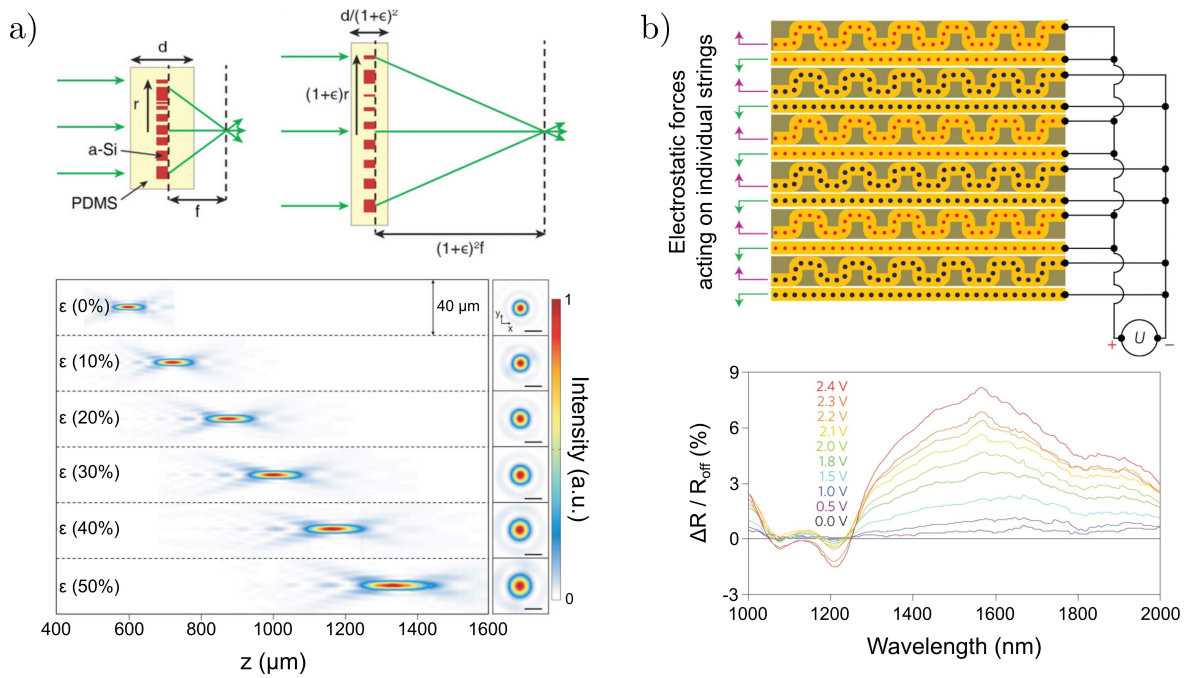 a)
d
r
a-Si
PDMS
f
d/(1+ϵ)²
(1+ϵ)r
(1+ϵ)²f
ε (0%)
ε (10%)
ε (20%)
ε (30%)
ε (40%)
ε (50%)
40 µm
y
x
1
0
Intensity (a.u.)
400 600 800 1000 1200 1400 1600
z (µm)
b)
Electrostatic forces
acting on individual strings
+ U −
9
6
3
0
-3
ΔR / Roff (%)
2.4 V
2.3 V
2.2 V
2.1 V
2.0 V
1.8 V
1.5 V
1.0 V
0.5 V
0.0 V
1000 1200 1400 1600 1800 2000
Wavelength (nm)